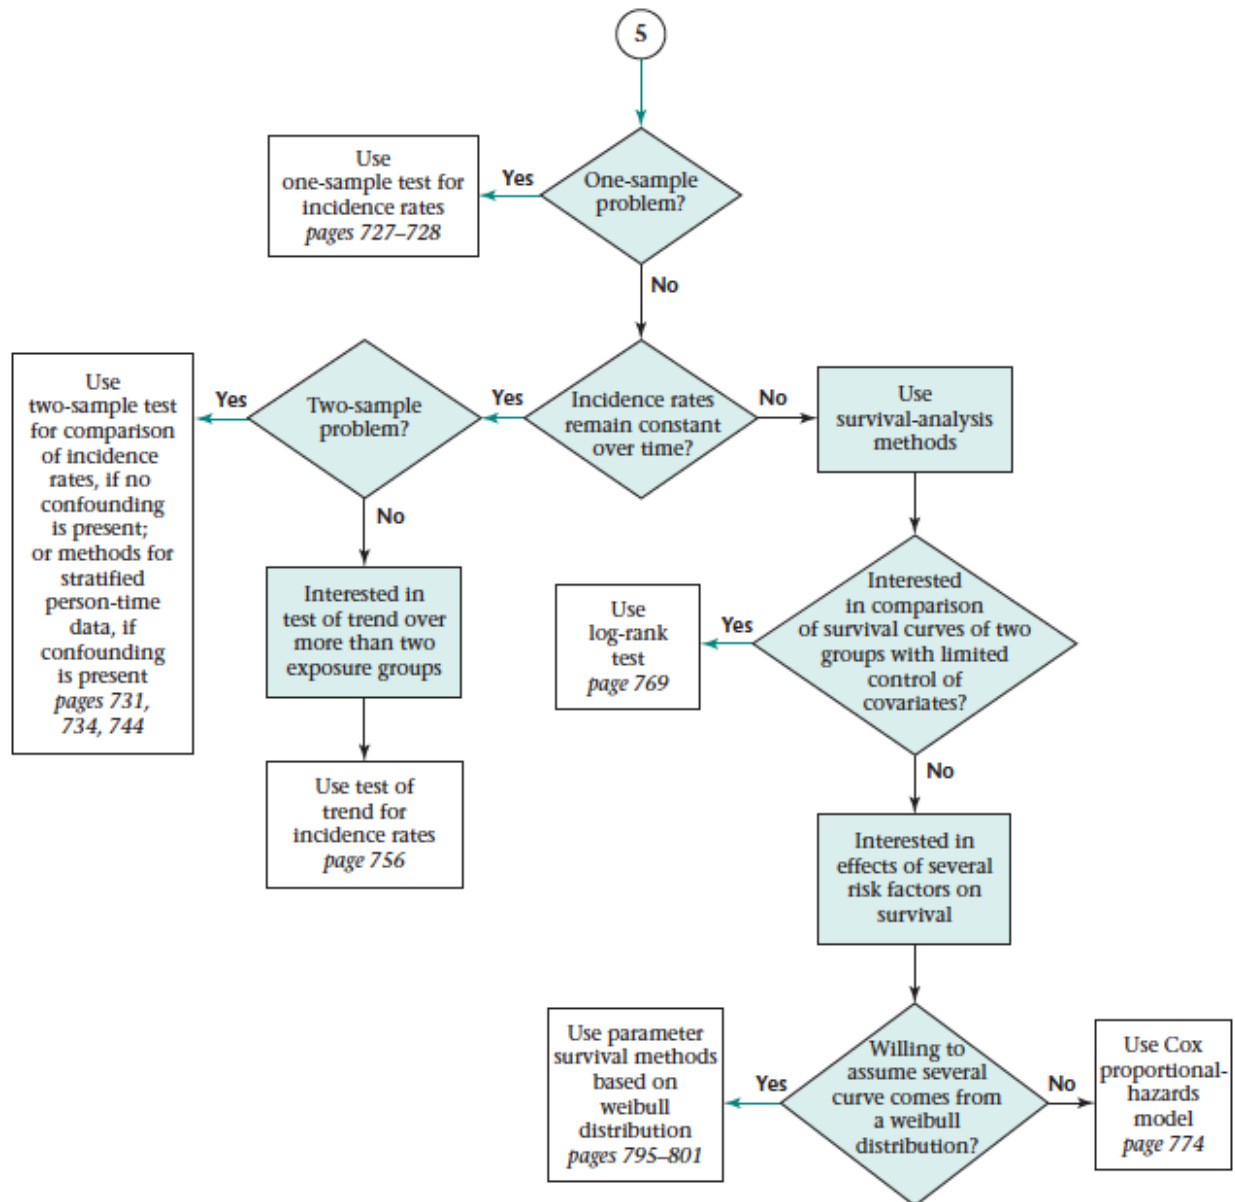 5
One-sample
problem?
Yes
Use
one-sample test for
incidence rates
pages 727–728
No
Incidence rates
remain constant
over time?
Yes
Two-sample
problem?
Yes
Use
two-sample test
for comparison
of incidence
rates, if no
confounding
is present;
or methods for
stratified
person-time
data, if
confounding
is present
pages 731,
734, 744
No
Interested in
test of trend over
more than two
exposure groups
Use test of
trend for
incidence rates
page 756
No
Use
survival-analysis
methods
Interested
in comparison
of survival curves of two
groups with limited
control of
covariates?
Yes
Use
log-rank
test
page 769
No
Interested in
effects of several
risk factors on
survival
Willing to
assume several
curve comes from
a weibull
distribution?
Yes
Use parameter
survival methods
based on
weibull
distribution
pages 795–801
No
Use Cox
proportional-
hazards
model
page 774